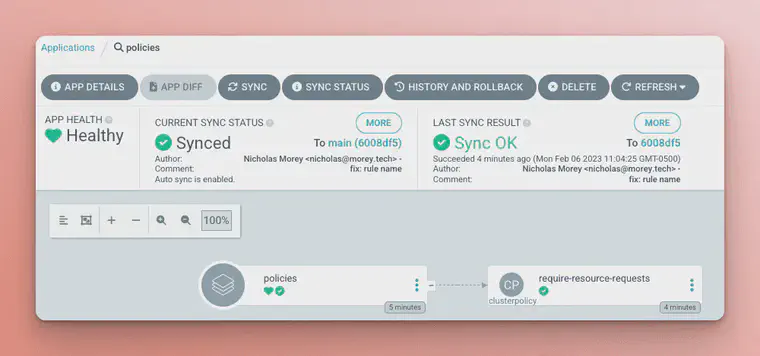 Applications / policies
APP DETAILS APP DIFF SYNC SYNC STATUS HISTORY AND ROLLBACK DELETE REFRESH
APP HEALTH
Healthy
CURRENT SYNC STATUS MORE
Synced To main (6008df5)
Author: Nicholas Morey <nicholas@morey.tech> -
Comment: fix: rule name
Auto sync is enabled.
LAST SYNC RESULT MORE
Sync OK To 6008df5
Succeeded 4 minutes ago (Mon Feb 06 2023 11:04:25 GMT-0500)
Author: Nicholas Morey <nicholas@morey.tech> -
Comment: fix: rule name
100%
policies
5 minutes
CP
clusterpolicy
require-resource-requests
4 minutes